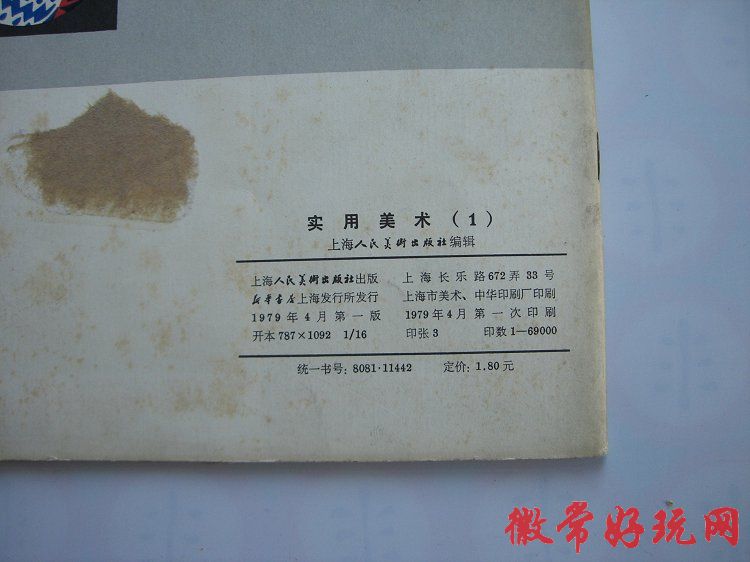 实用美术（1）
上海人民美術出版社编辑
上海人民美術出版社出版 上海长乐路672弄33号
新华書店上海发行所发行 上海市美术、中华印刷厂印刷
1979年4月第一版 1979年4月第一次印刷
开本787×1092 1/16 印张3 印数1—69000
统一书号：8081·11442 定价：1.80元
徽常好玩网